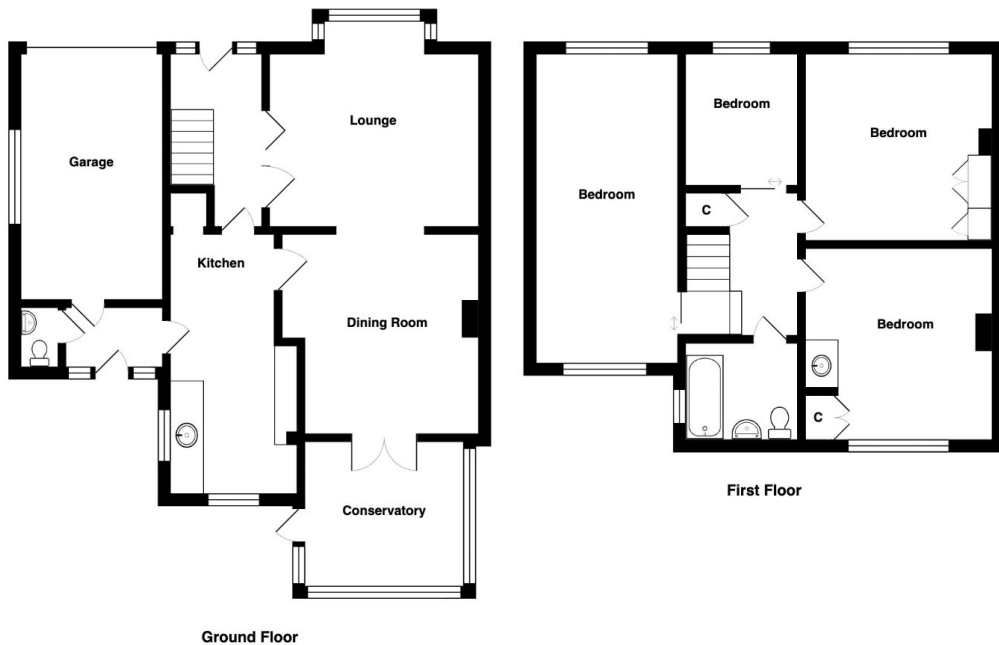 Lounge
Garage
Kitchen
Dining Room
Conservatory
Ground Floor
Bedroom
Bedroom
Bedroom
C
Bedroom
C
First Floor